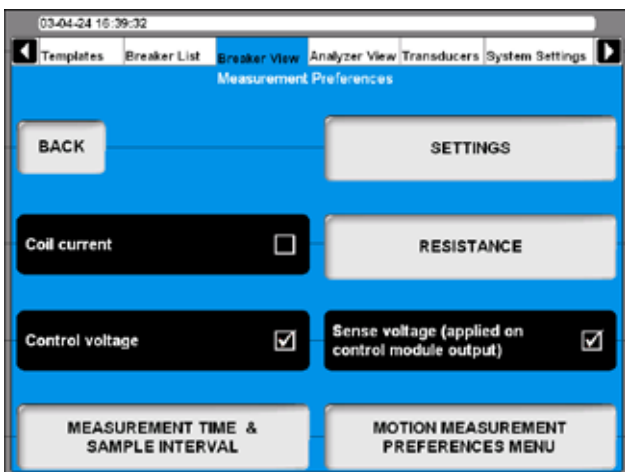 03-04-24 16:39:32
Templates Breaker List Breaker View Analyzer View Transducers System Settings
Measurement Preferences
BACK
SETTINGS
Coil current
RESISTANCE
Control voltage
Sense voltage (applied on
control module output)
MEASUREMENT TIME &
SAMPLE INTERVAL
MOTION MEASUREMENT
PREFERENCES MENU